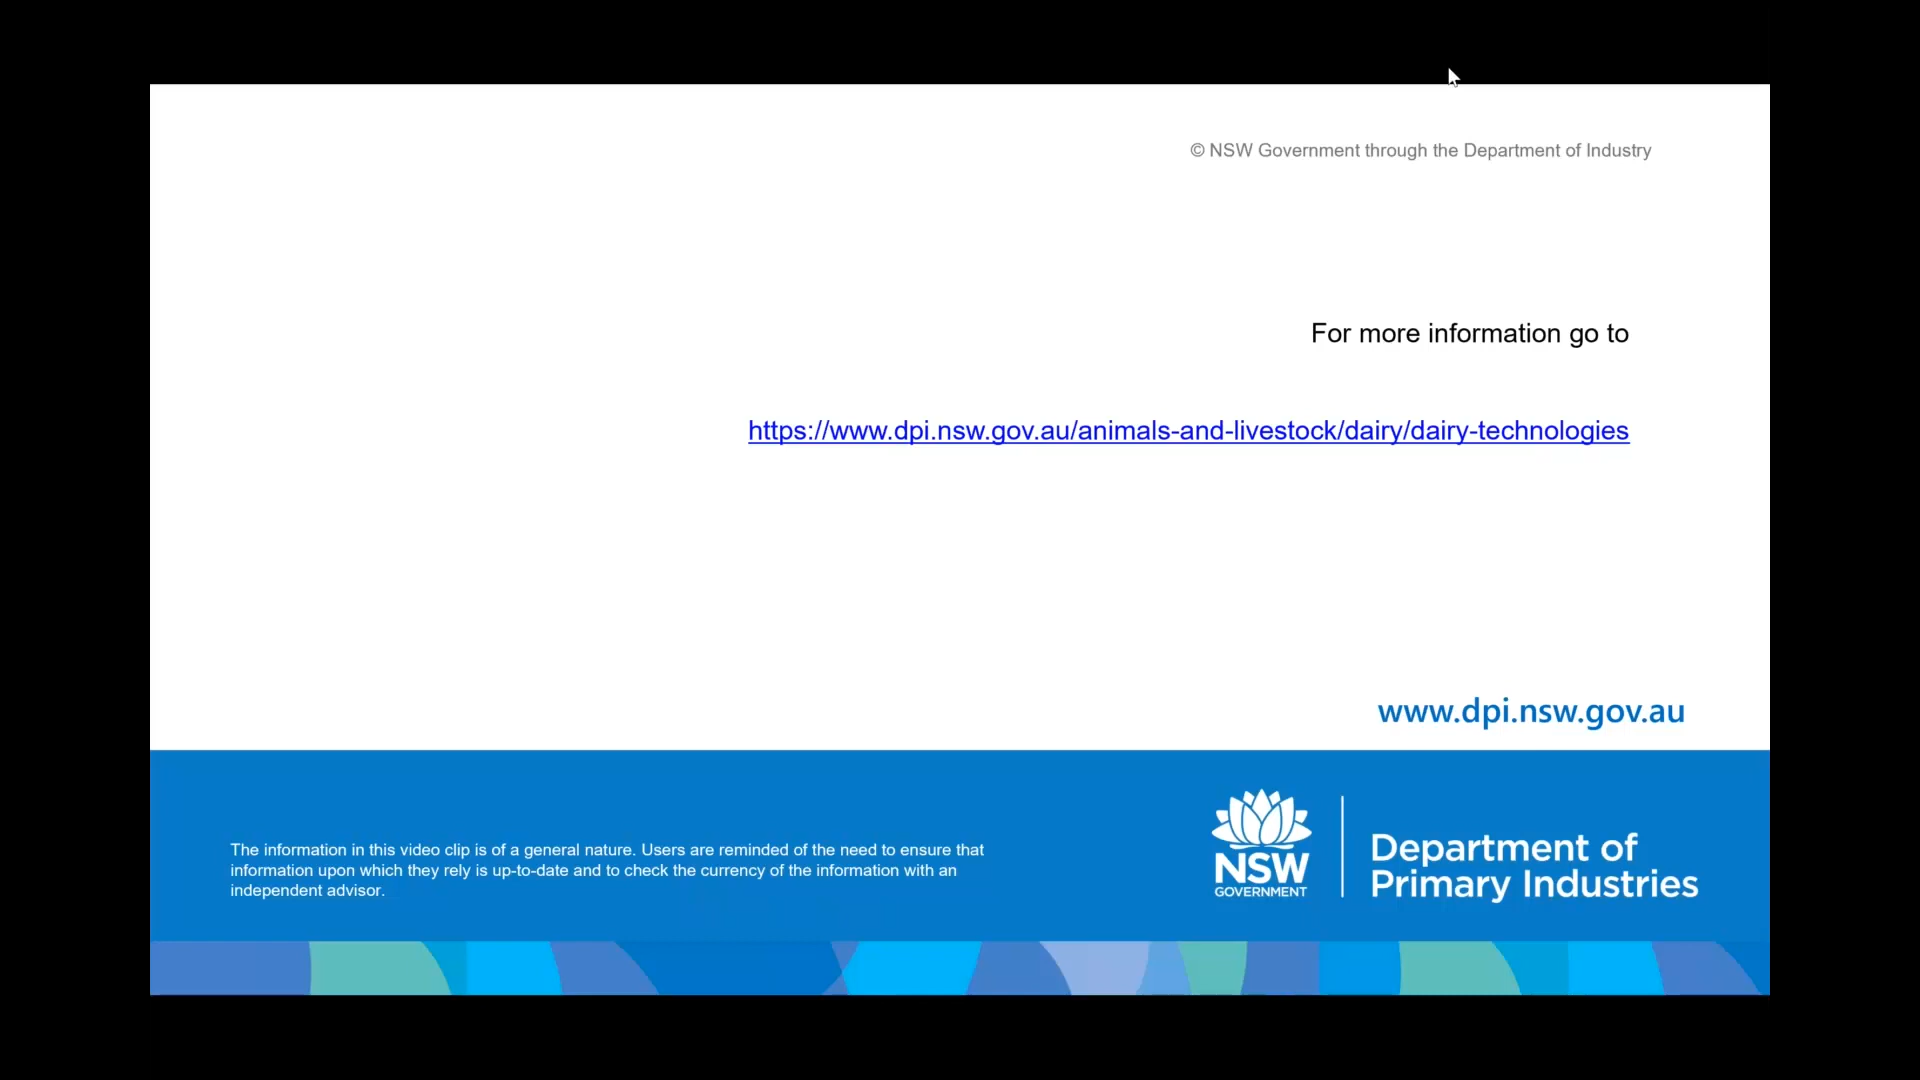 © NSW Government through the Department of Industry
For more information go to
https://www.dpi.nsw.gov.au/animals-and-livestock/dairy/dairy-technologies
www.dpi.nsw.gov.au
The information in this video clip is of a general nature. Users are reminded of the need to ensure that
information upon which they rely is up-to-date and to check the currency of the information with an
independent advisor.
NSW
GOVERNMENT
Department of
Primary Industries